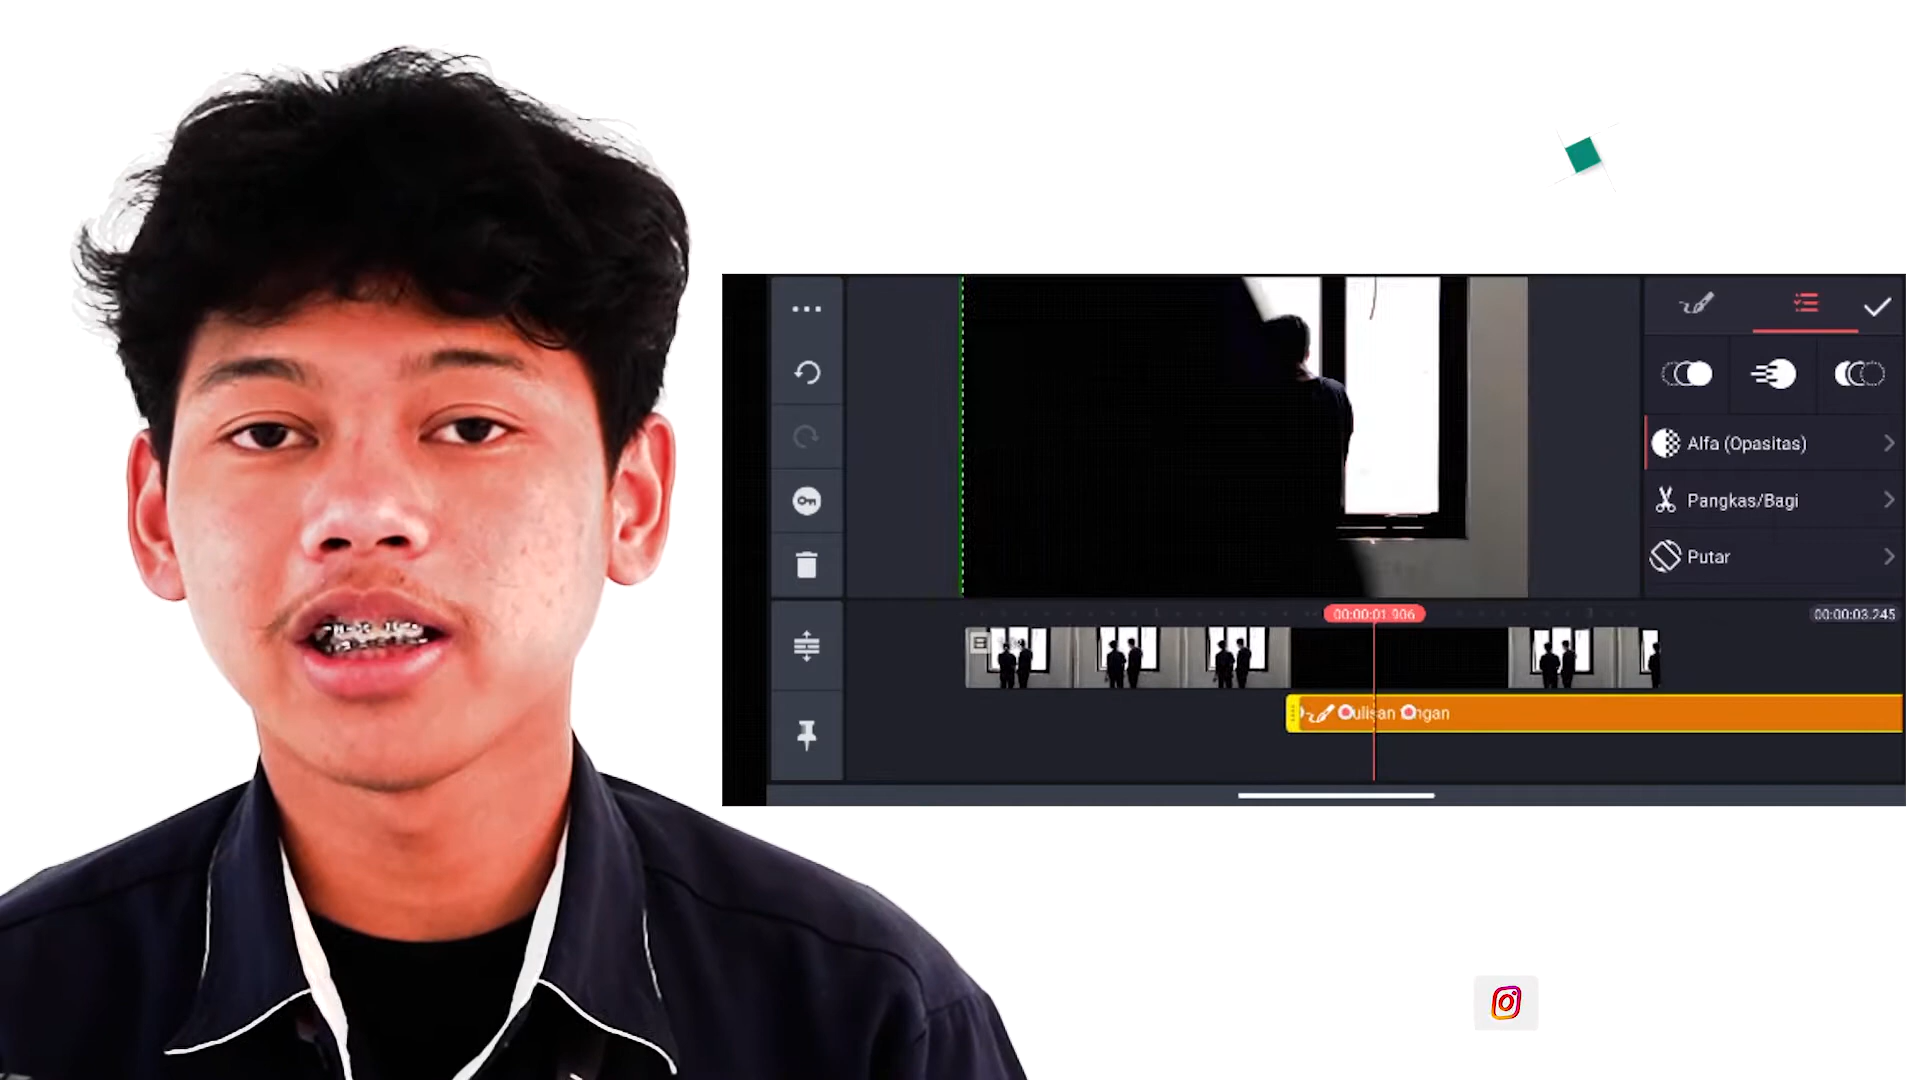 Alfa (Opasitas)
Pangkas/Bagi
Putar
00:00:01.906
00:00:03.245
Tulisan Tangan